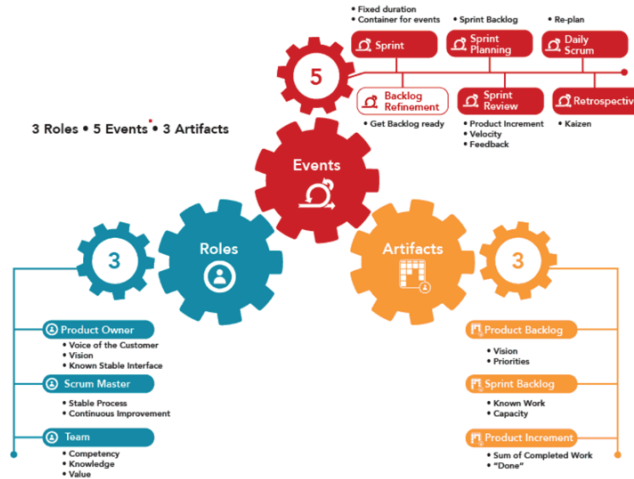 • Fixed duration
• Container for events
• Sprint Backlog
• Re-plan
Sprint
Sprint
Planning
Daily
Scrum
5
Backlog
Refinement
Sprint
Review
Retrospective
• Get Backlog ready
• Product Increment
• Velocity
• Feedback
• Kaizen
3 Roles • 5 Events • 3 Artifacts
Events
3
Roles
Artifacts
3
Product Owner
• Voice of the Customer
• Vision
• Known Stable Interface
Scrum Master
• Stable Process
• Continuous Improvement
Team
• Competency
• Knowledge
• Value
Product Backlog
• Vision
• Priorities
Sprint Backlog
• Known Work
• Capacity
Product Increment
• Sum of Completed Work
• "Done"